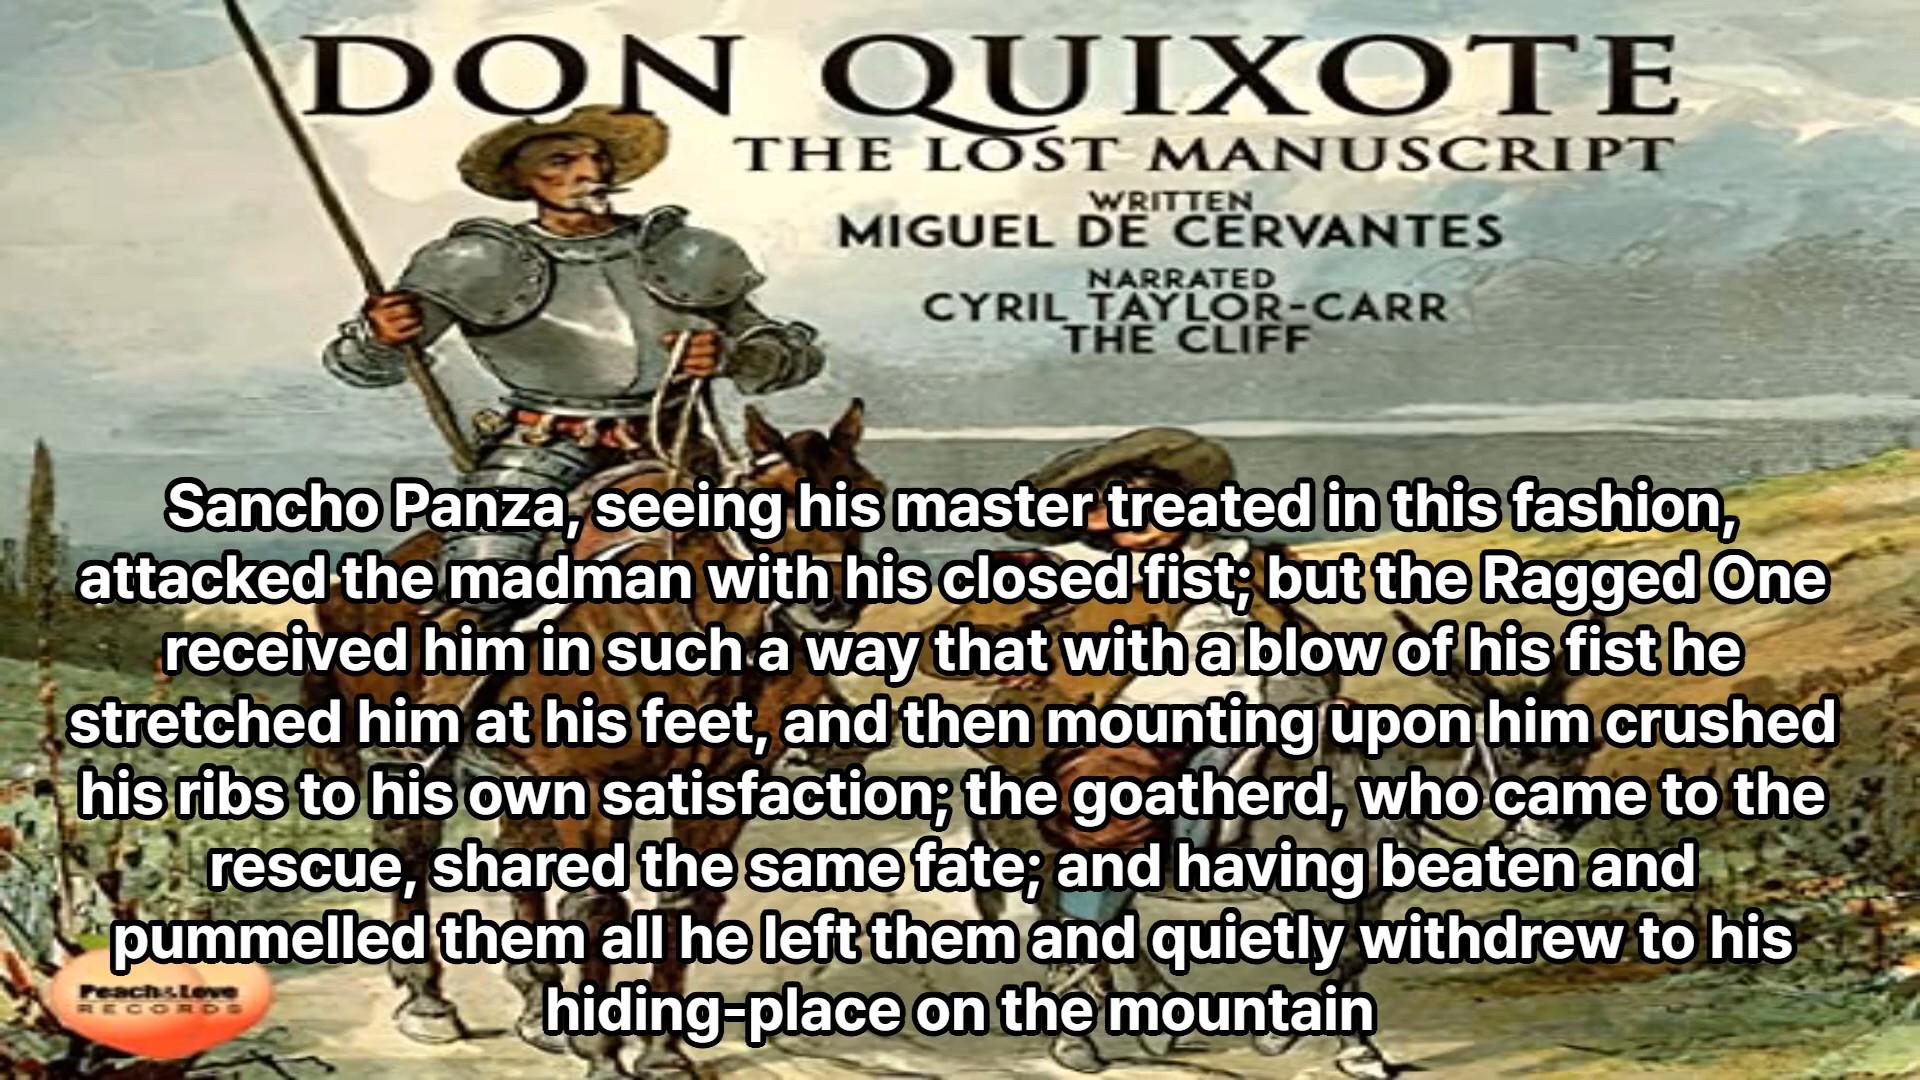 DON QUIXOTE
THE LOST MANUSCRIPT
WRITTEN
MIGUEL DE CERVANTES
NARRATED
CYRIL TAYLOR-CARR
THE CLIFF
Sancho Panza, seeing his master treated in this fashion,
attacked the madman with his closed fist; but the Ragged One
received him in such a way that with a blow of his fist he
stretched him at his feet, and then mounting upon him crushed
his ribs to his own satisfaction; the goatherd, who came to the
rescue, shared the same fate; and having beaten and
pummelled them all he left them and quietly withdrew to his
hiding-place on the mountain
Peach&Love
RECORDS